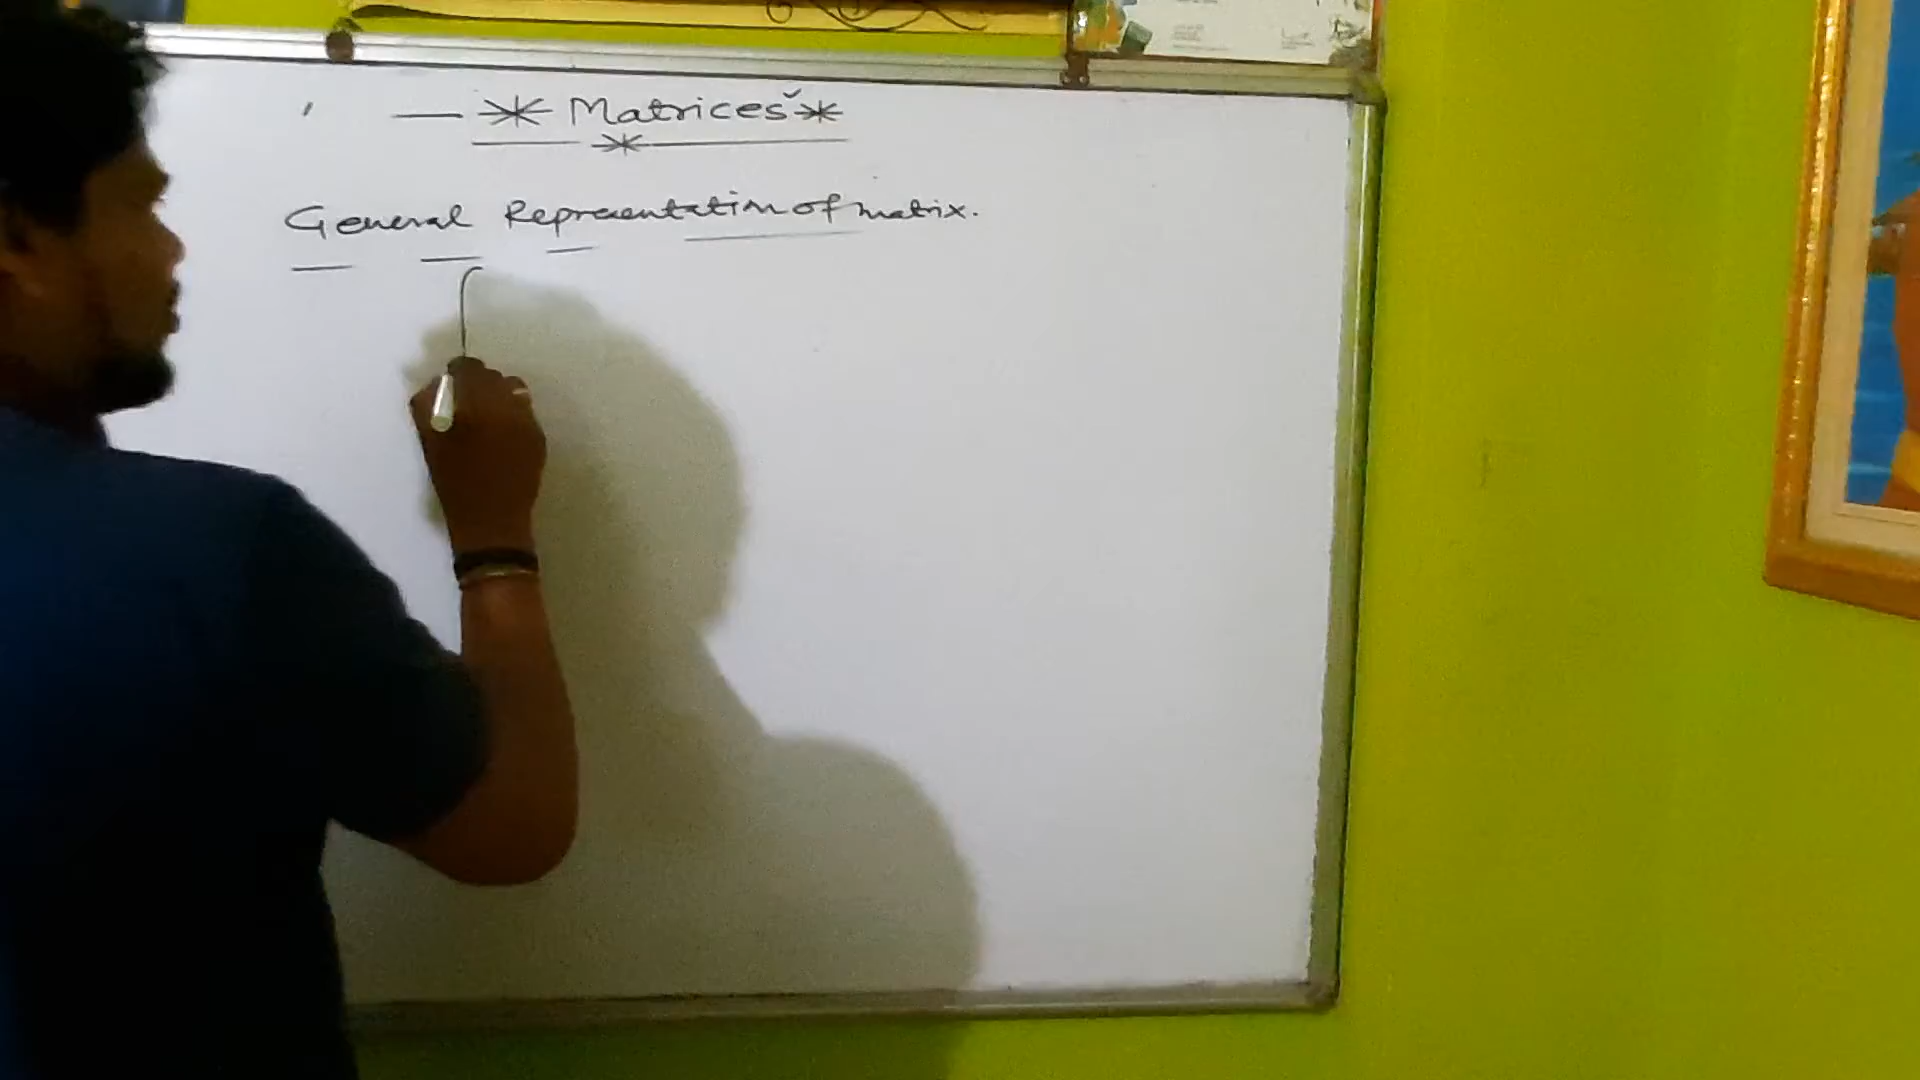 Matrices
General Representation of matrix.